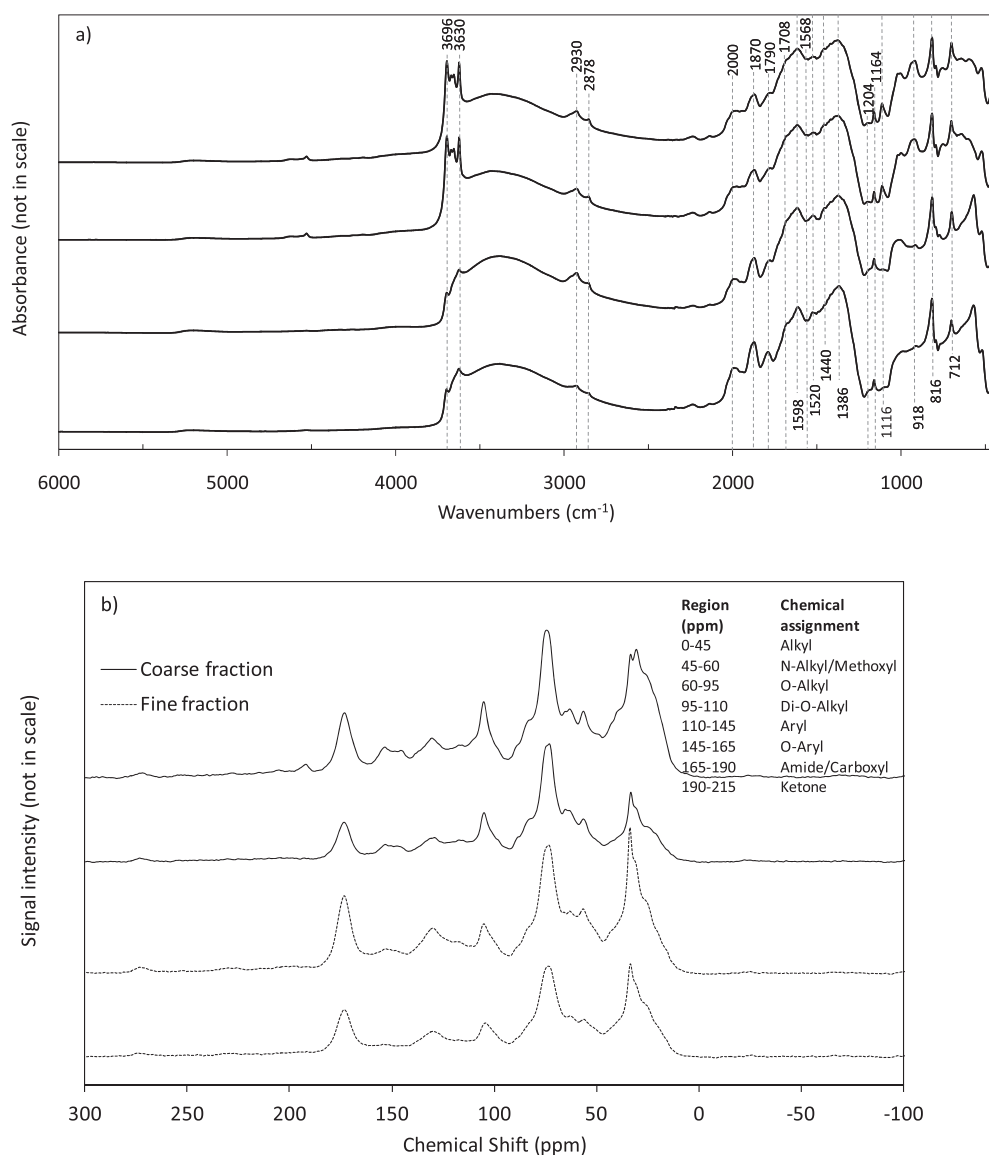 a)
3696
3630
2930
2878
2000
1870
1790
1708
1568
1204
1164
1598
1520
1440
1386
1116
918
816
712
Absorbance (not in scale)
6000 5000 4000 3000 2000 1000
Wavenumbers (cm-1)
b)
Coarse fraction
Fine fraction
Region (ppm) Chemical assignment
0-45 Alkyl
45-60 N-Alkyl/Methoxyl
60-95 O-Alkyl
95-110 Di-O-Alkyl
110-145 Aryl
145-165 O-Aryl
165-190 Amide/Carboxyl
190-215 Ketone
Signal intensity (not in scale)
300 250 200 150 100 50 0 -50 -100
Chemical Shift (ppm)